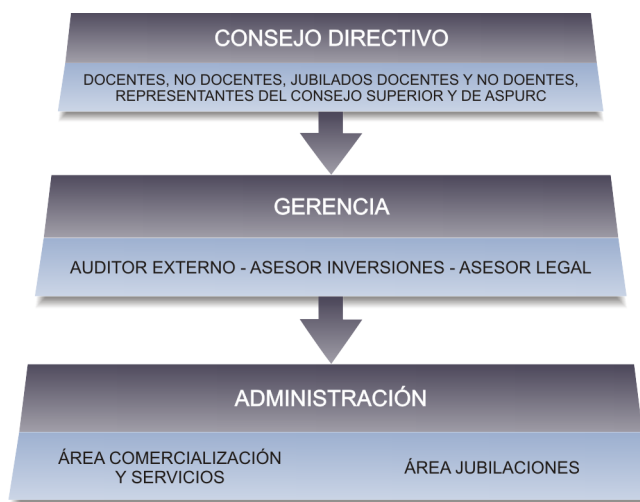 CONSEJO DIRECTIVO
DOCENTES, NO DOCENTES, JUBILADOS DOCENTES Y NO DOENTES,
REPRESENTANTES DEL CONSEJO SUPERIOR Y DE ASPURC
GERENCIA
AUDITOR EXTERNO - ASESOR INVERSIONES - ASESOR LEGAL
ADMINISTRACIÓN
ÁREA COMERCIALIZACIÓN
Y SERVICIOS
ÁREA JUBILACIONES